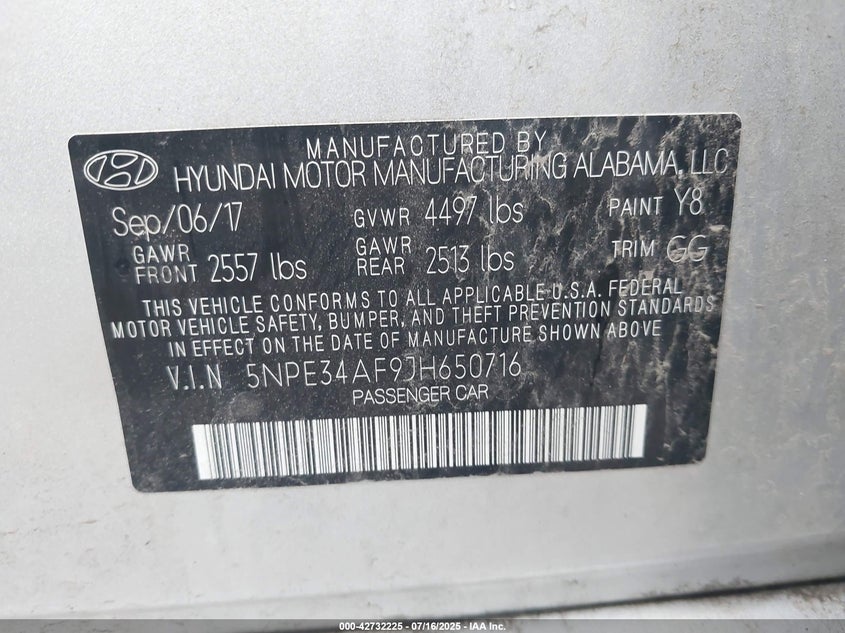 MANUFACTURED BY
HYUNDAI MOTOR MANUFACTURING ALABAMA, LLC
Sep/06/17 GVWR 4497 lbs PAINT Y8
GAWR FRONT 2557 lbs GAWR REAR 2513 lbs TRIM GG
THIS VEHICLE CONFORMS TO ALL APPLICABLE U.S.A. FEDERAL
MOTOR VEHICLE SAFETY, BUMPER, AND THEFT PREVENTION STANDARDS
IN EFFECT ON THE DATE OF MANUFACTURE SHOWN ABOVE
V.I.N 5NPE34AF9JH650716
PASSENGER CAR
000-42732225 - 07/16/2025 - IAA Inc.